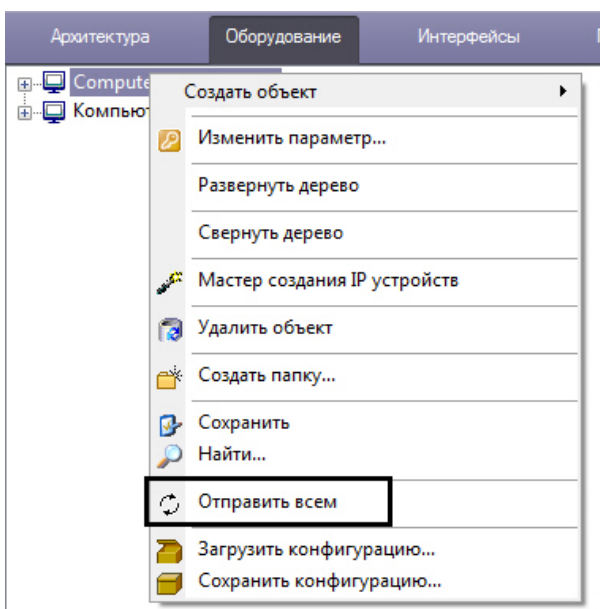 Архитектура Оборудование Интерфейсы
Compute
Создать объект
Компьют
Изменить параметр...
Развернуть дерево
Свернуть дерево
Мастер создания IP устройств
Удалить объект
Создать папку...
Сохранить
Найти...
Отправить всем
Загрузить конфигурацию...
Сохранить конфигурацию...